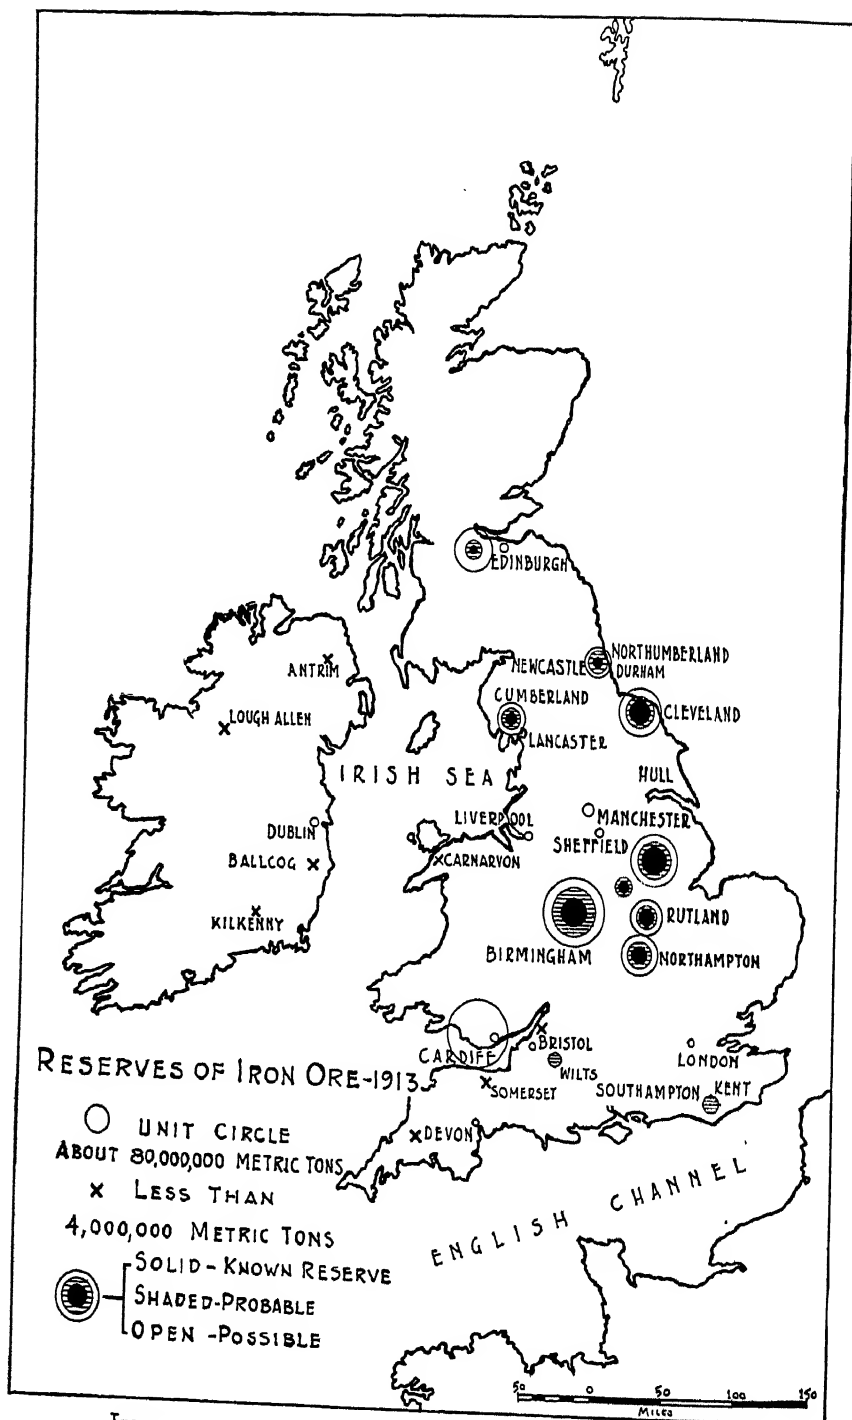 EDINBURGH
NORTHUMBERLAND
NEWCASTLE
DURHAM
ANTRIM
CUMBERLAND
CLEVELAND
LOUGH ALLEN
LANCASTER
IRISH SEA
HULL
LIVERPOOL
MANCHESTER
DUBLIN
SHEFFIELD
BALLCOG
CARNARVON
KILKENNY
RUTLAND
BIRMINGHAM
NORTHAMPTON
CARDIFF
BRISTOL
LONDON
WILTS
SOMERSET
SOUTHAMPTON
KENT
DEVON
ENGLISH CHANNEL
RESERVES OF IRON ORE-1913
UNIT CIRCLE
ABOUT 80,000,000 METRIC TONS
x LESS THAN
4,000,000 METRIC TONS
SOLID - KNOWN RESERVE
SHADED-PROBABLE
OPEN -POSSIBLE
50 0 50 100 150
MILES